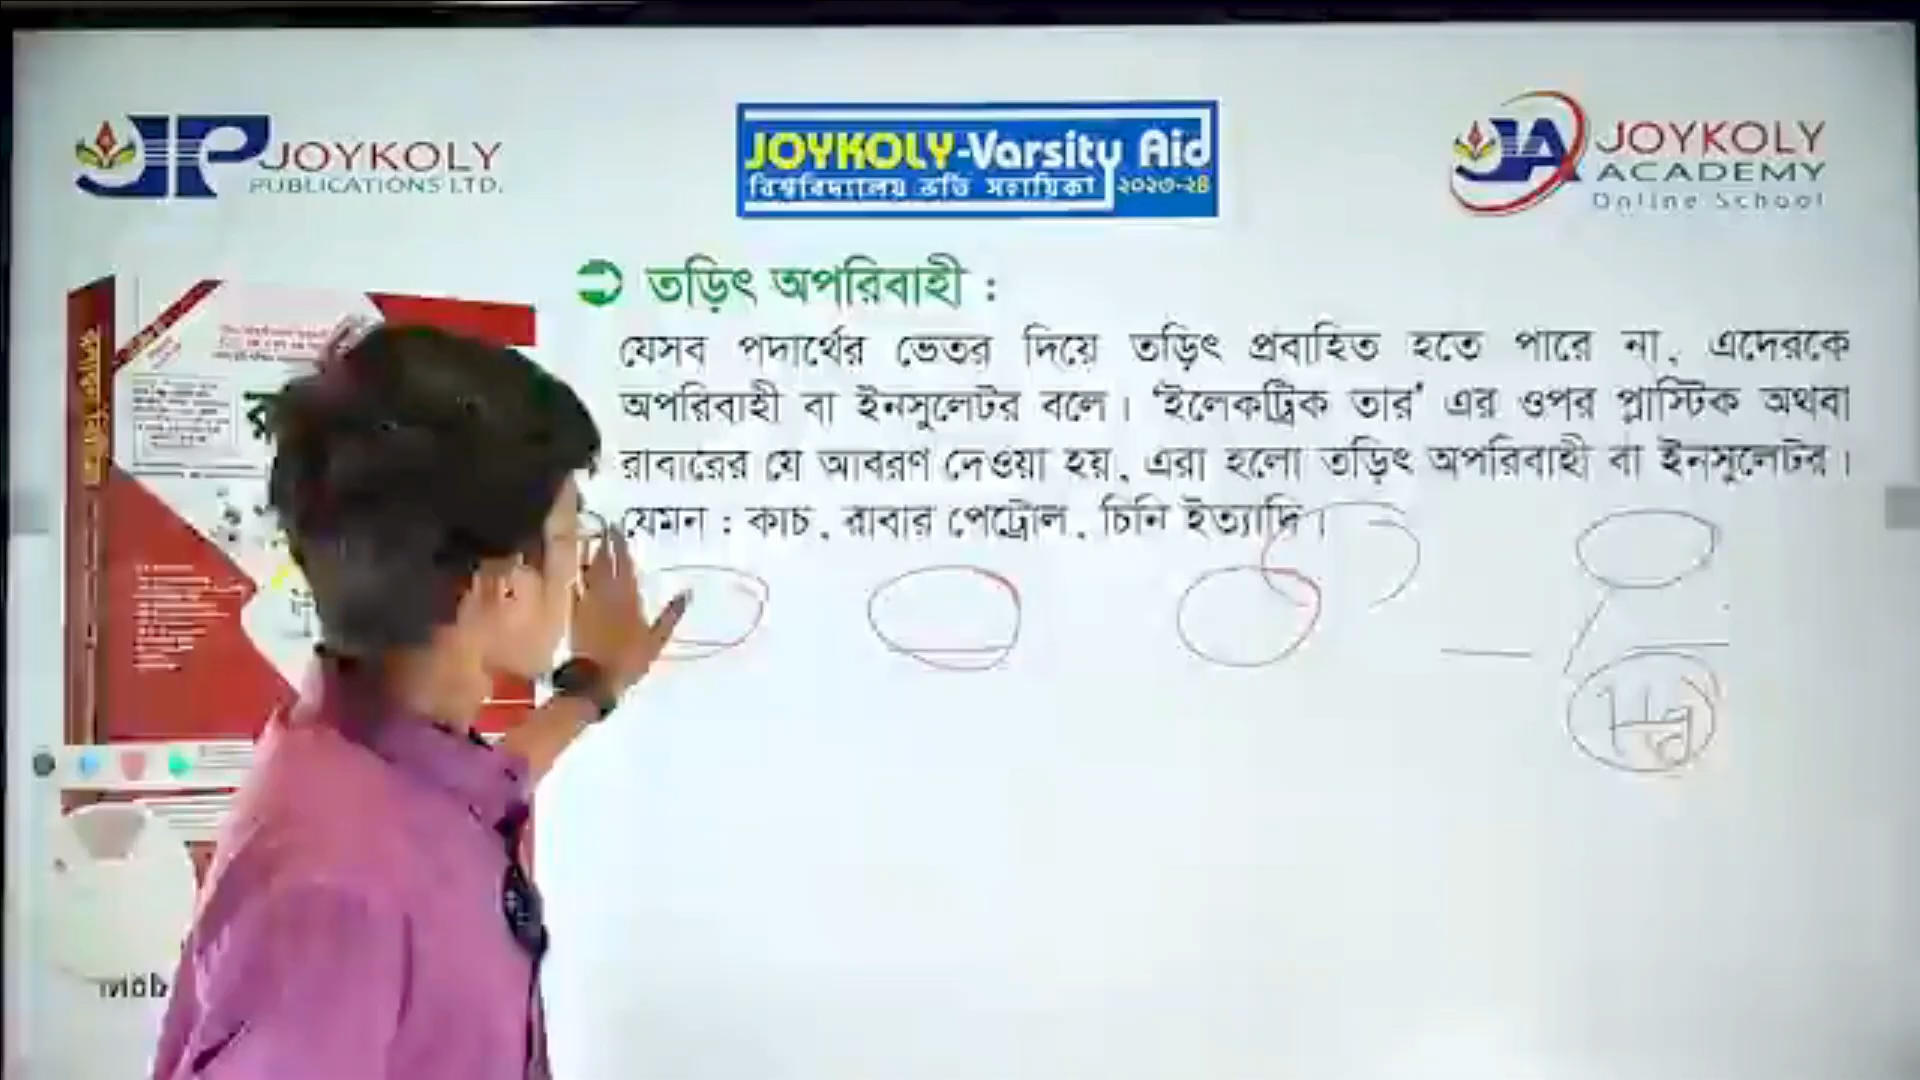 JOYKOLY
PUBLICATIONS LTD.
JOYKOLY-Varsity Aid
বিশ্ববিদ্যালয় ভর্তি সহায়িকা ২০২৩-২৪
JOYKOLY
ACADEMY
Online School
তড়িৎ অপরিবাহী :
যেসব পদার্থের ভেতর দিয়ে তড়িৎ প্রবাহিত হতে পারে না, এদেরকে
অপরিবাহী বা ইনসুলেটর বলে। ‘ইলেকট্রিক তার’ এর ওপর প্লাস্টিক অথবা
রাবারের যে আবরণ দেওয়া হয়, এরা হলো তড়িৎ অপরিবাহী বা ইনসুলেটর।
যেমন : কাচ, রাবার পেট্রোল, চিনি ইত্যাদি।
Hg